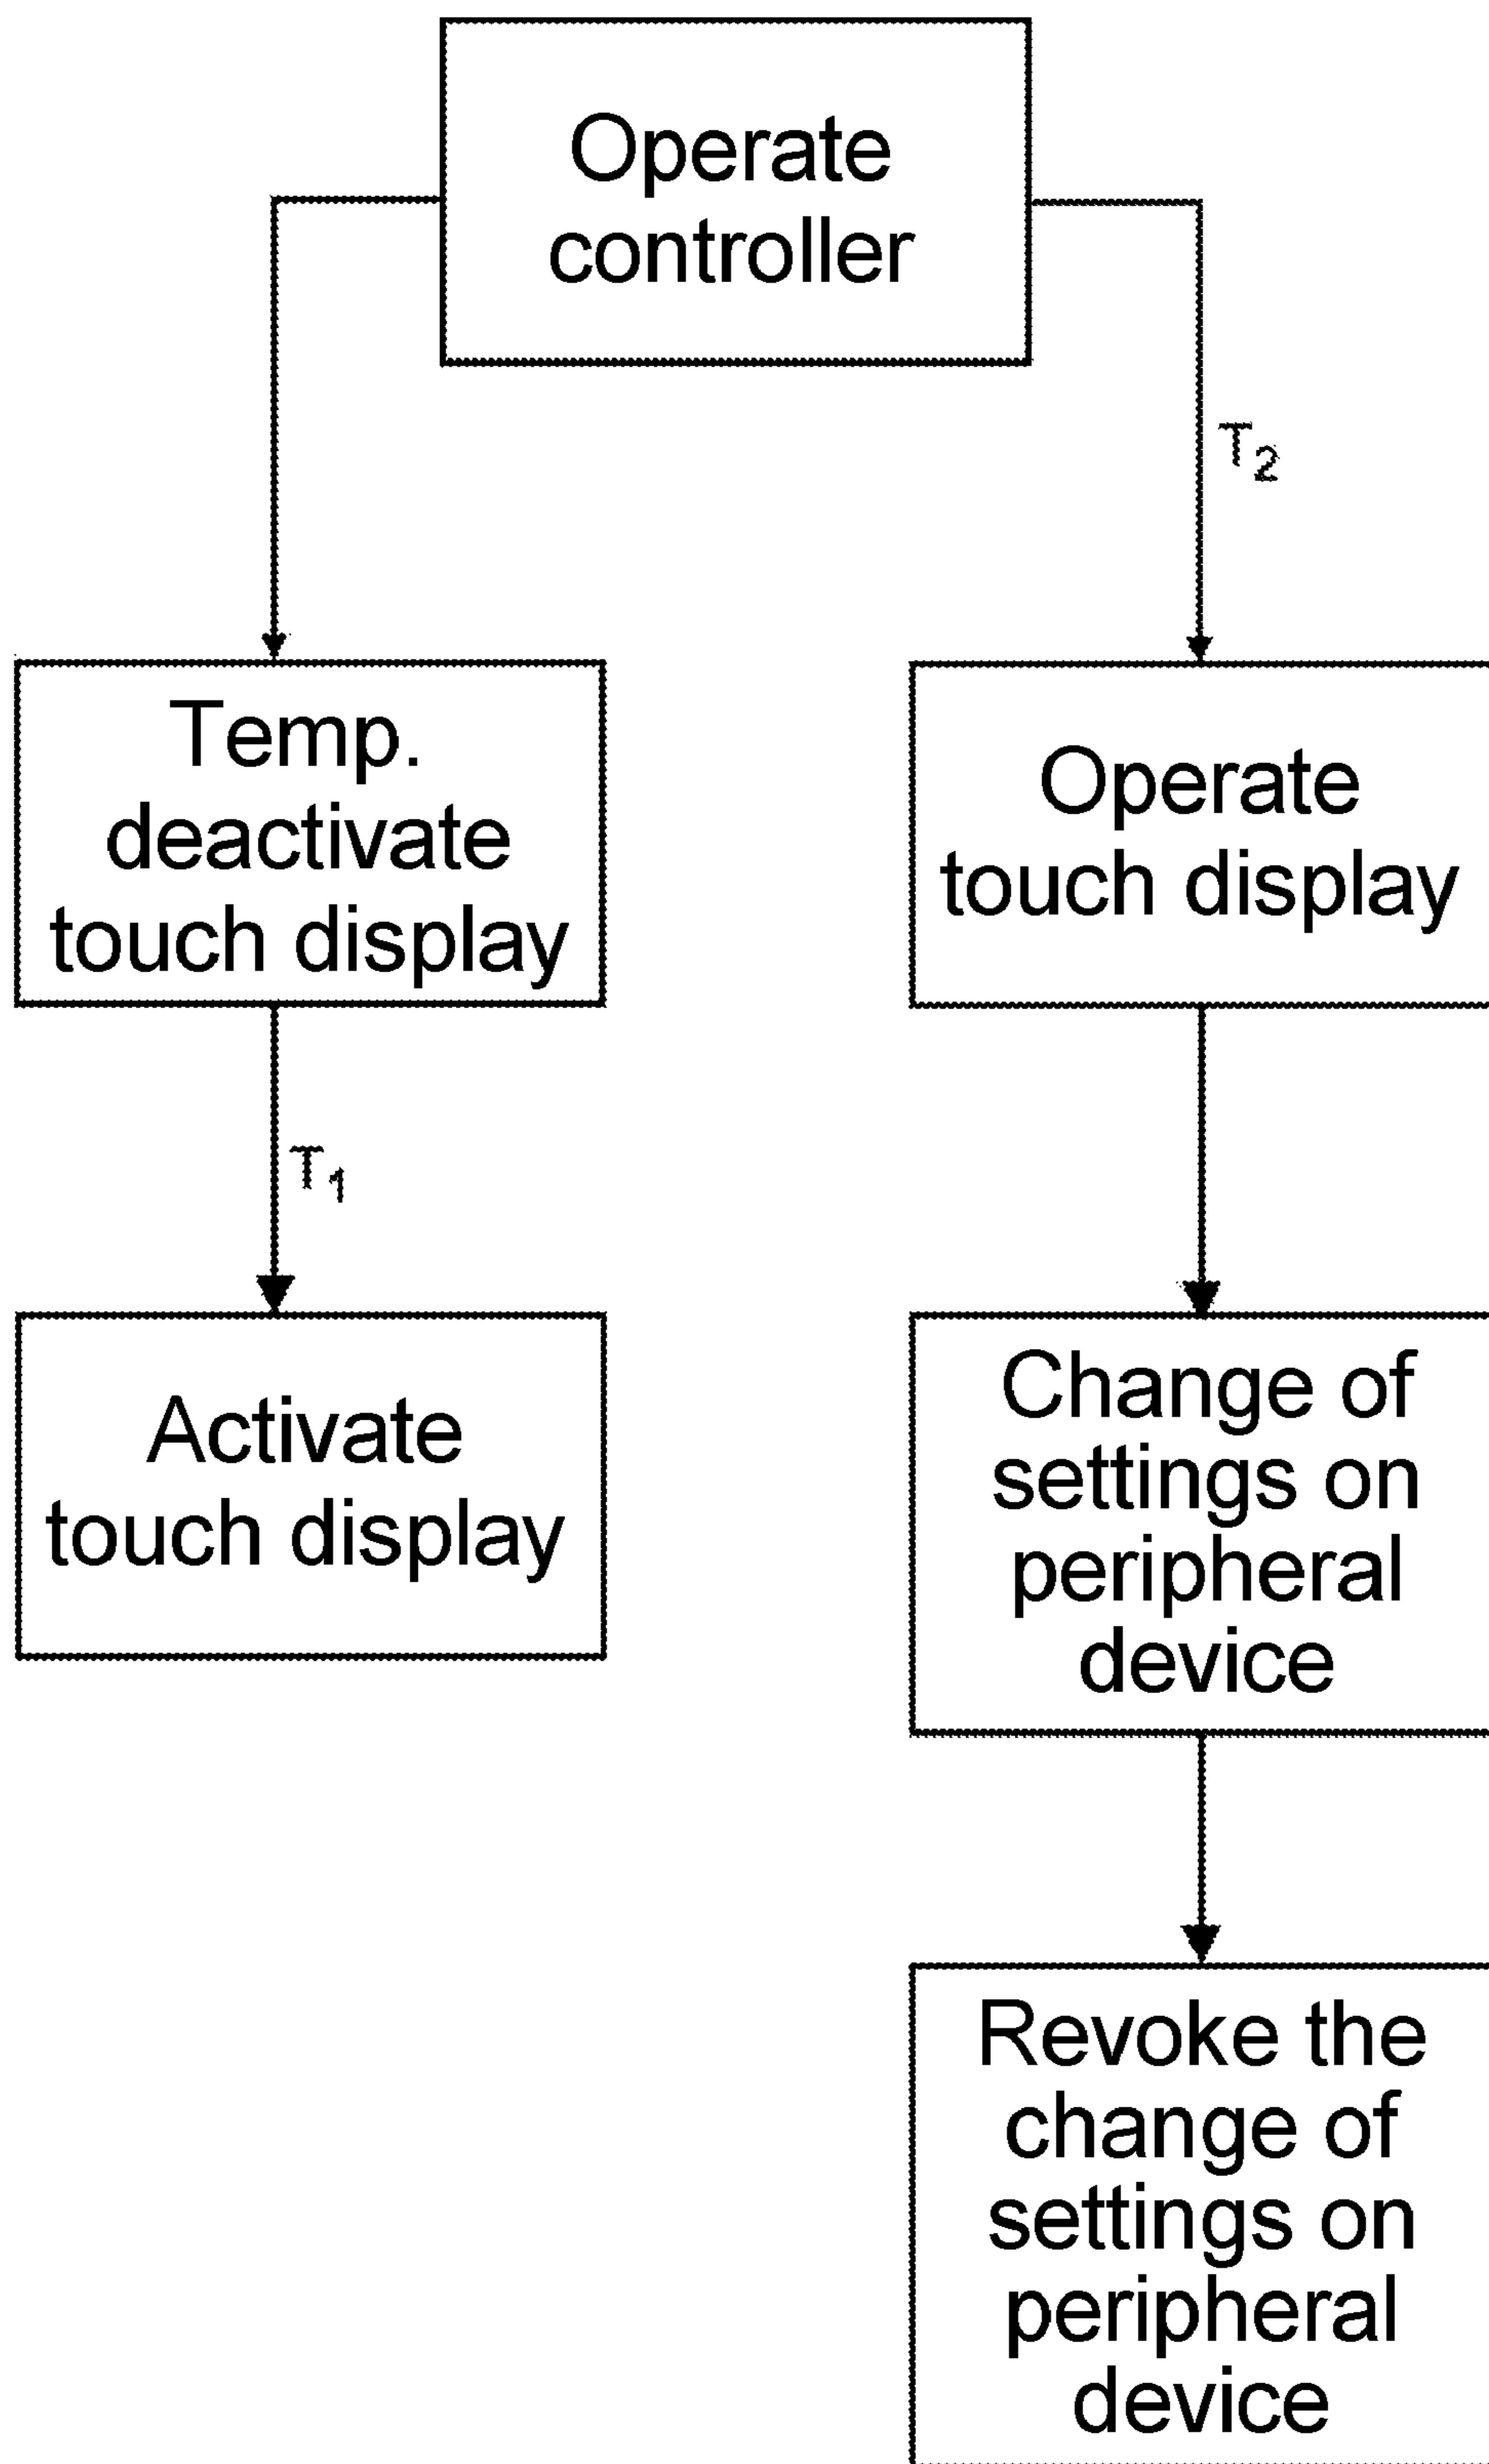 Operate
controller
T2
Temp.
deactivate
touch display
Operate
touch display
T1
Activate
touch display
Change of
settings on
peripheral
device
Revoke the
change of
settings on
peripheral
device